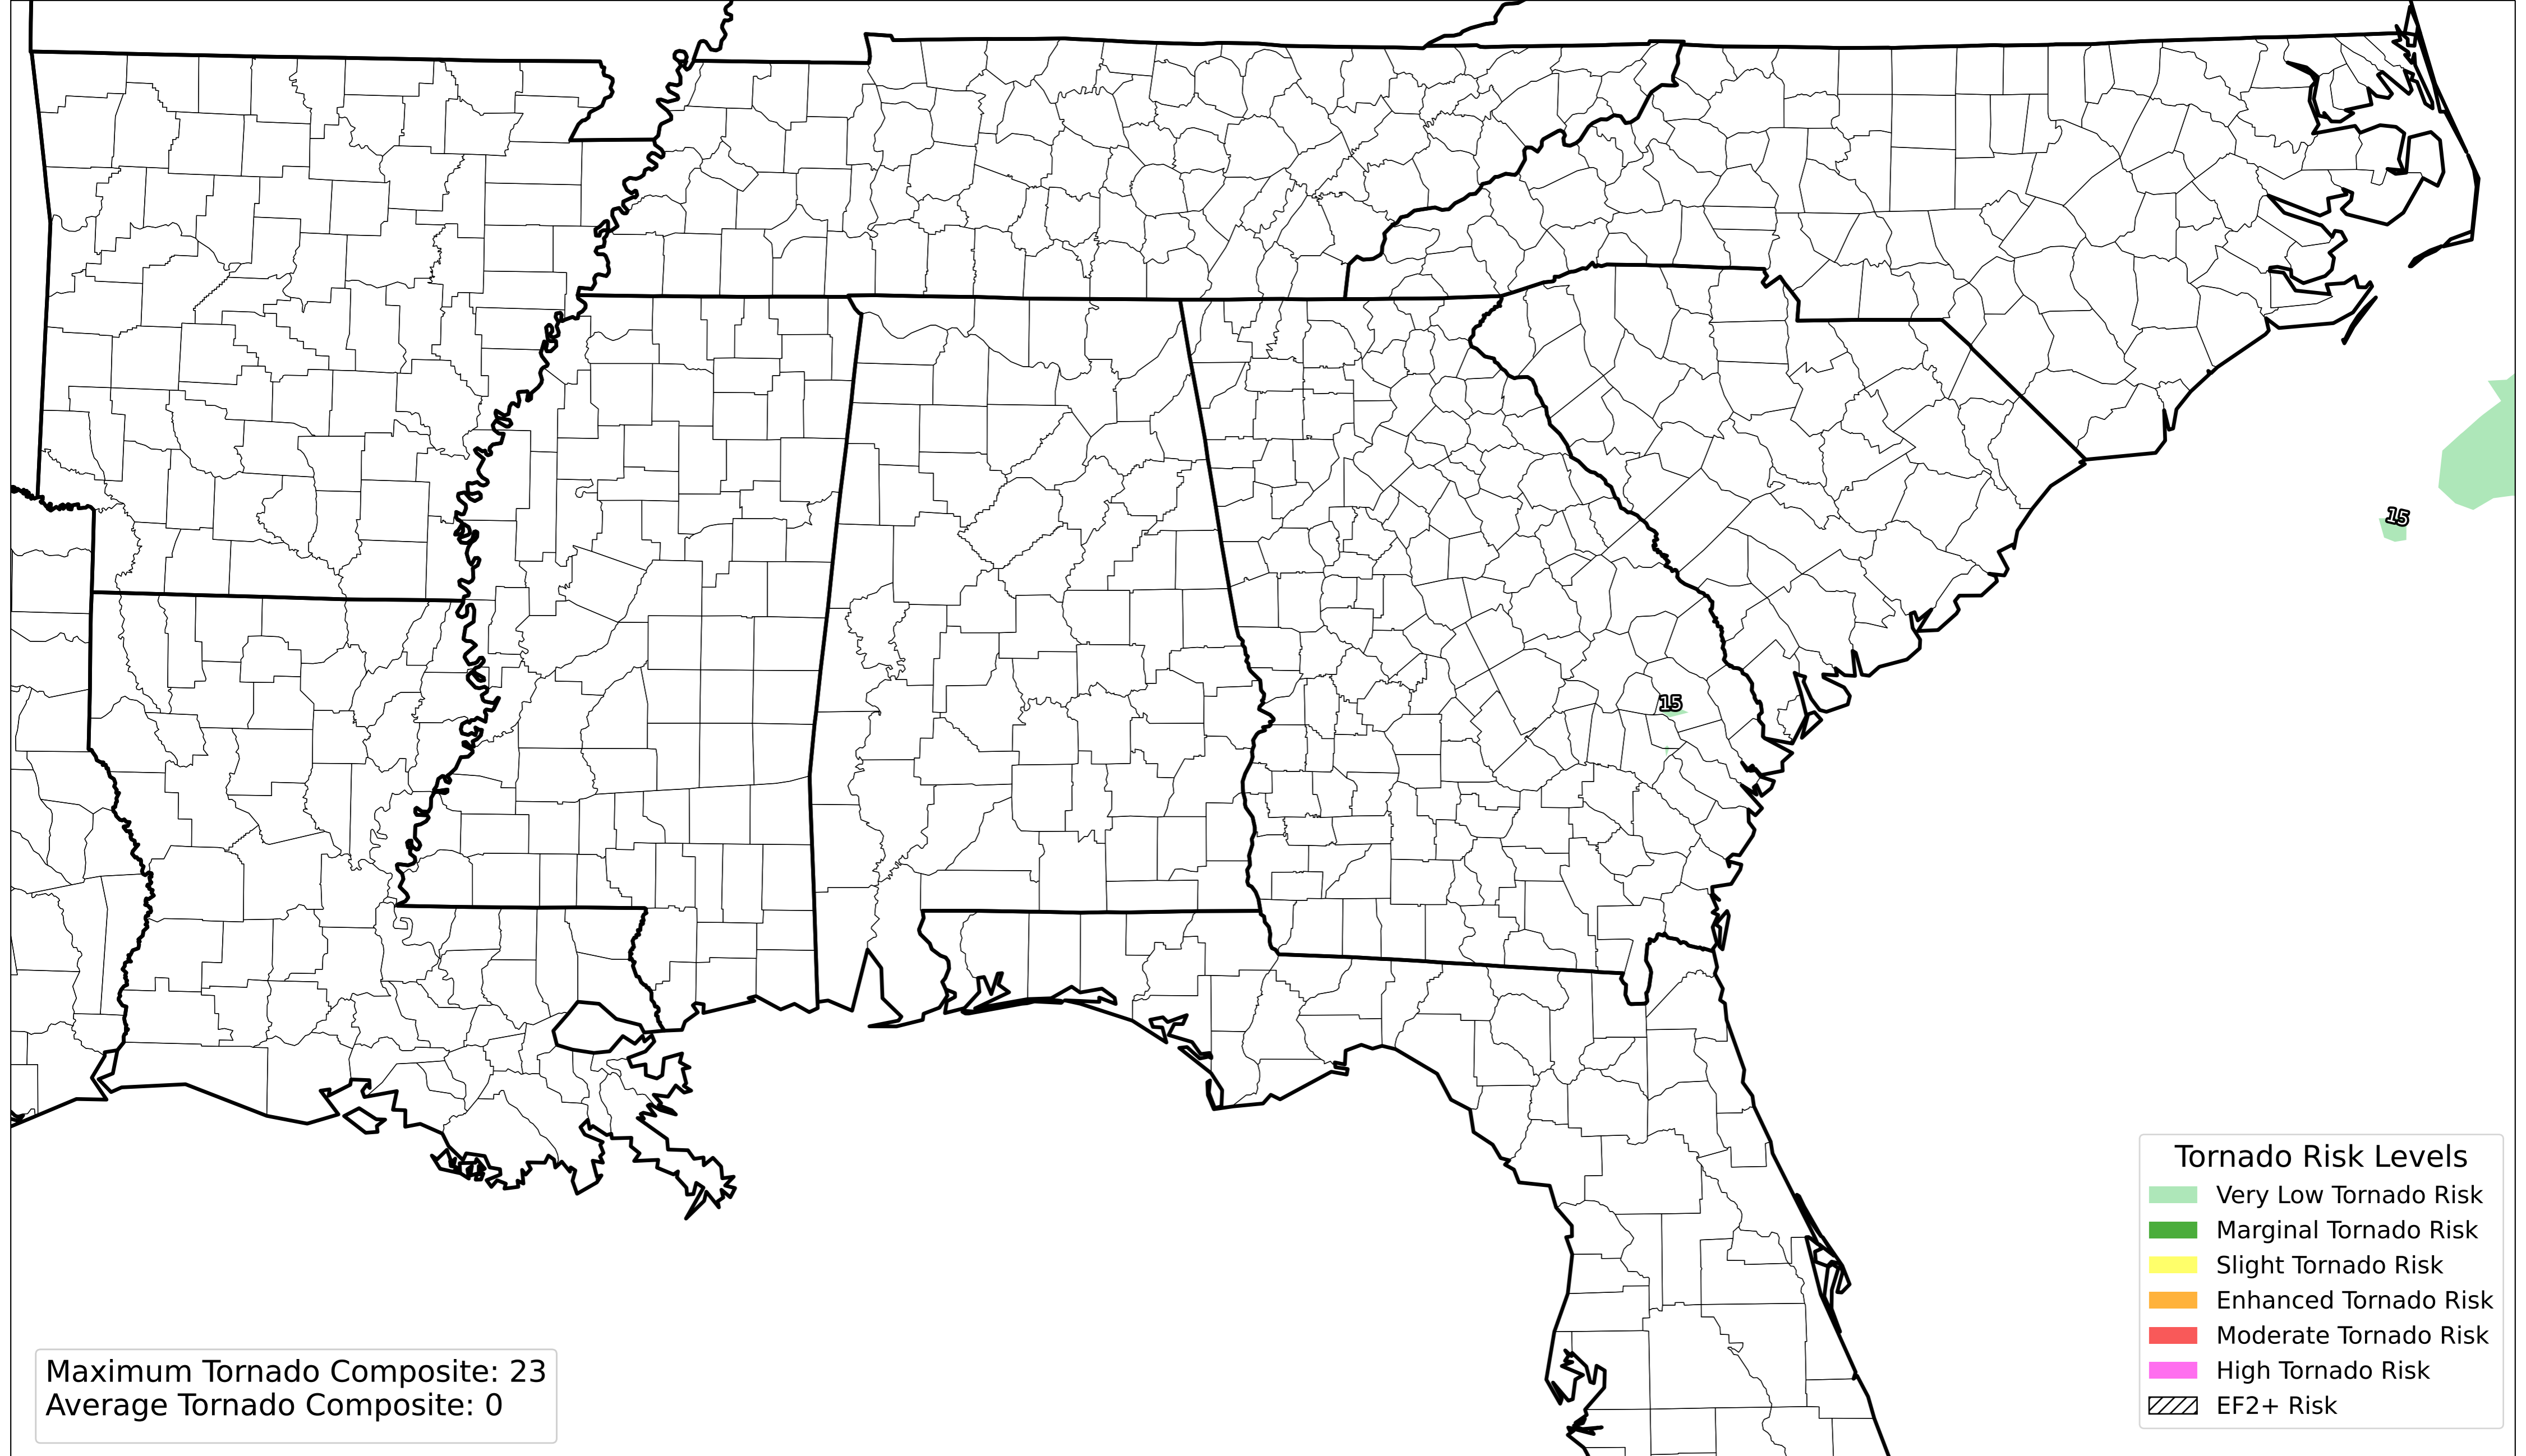 15
15
Tornado Risk Levels
Very Low Tornado Risk
Marginal Tornado Risk
Slight Tornado Risk
Enhanced Tornado Risk
Moderate Tornado Risk
High Tornado Risk
EF2+ Risk
Maximum Tornado Composite: 23
Average Tornado Composite: 0